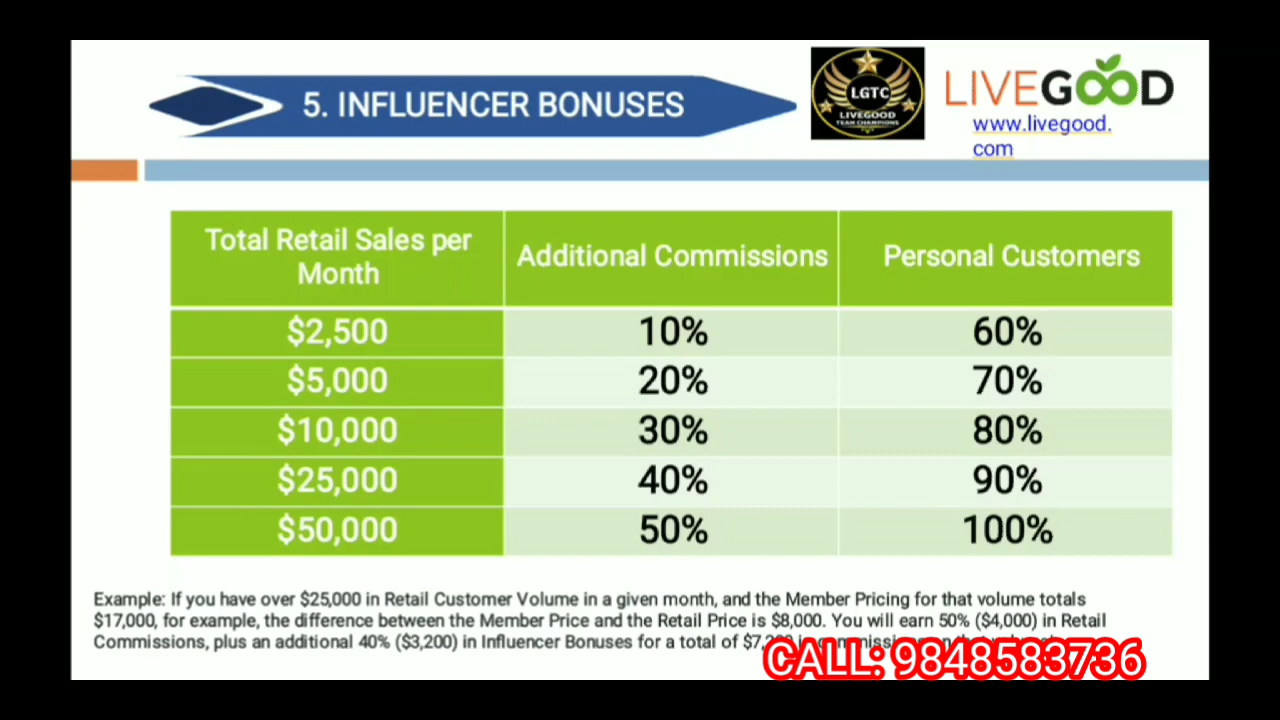 5. INFLUENCER BONUSES
LGTC
LIVEGOOD
TEAM CHAMPIONS
LIVEGOOD
www.livegood.
com
Total Retail Sales per
Month
Additional Commissions
Personal Customers
$2,500 10% 60%
$5,000 20% 70%
$10,000 30% 80%
$25,000 40% 90%
$50,000 50% 100%
Example: If you have over $25,000 in Retail Customer Volume in a given month, and the Member Pricing for that volume totals
$17,000, for example, the difference between the Member Price and the Retail Price is $8,000. You will earn 50% ($4,000) in Retail
Commissions, plus an additional 40% ($3,200) in Influencer Bonuses for a total of
CALL: 9848583736